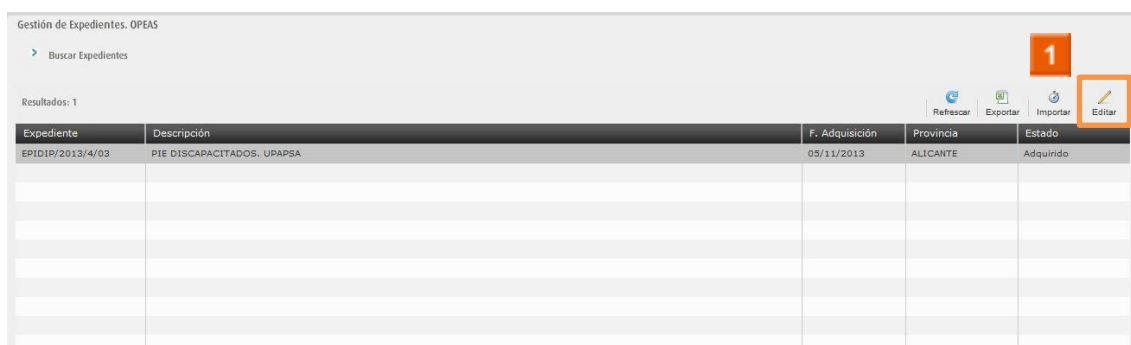 Gestión de Expedientes. OPEAS
Buscar Expedientes
1
Resultados: 1
Refrescar Exportar Importar Editar
Expediente Descripción F. Adquisición Provincia Estado
EPIDIP/2013/4/03 PIE DISCAPACITADOS. UPAPSA 05/11/2013 ALICANTE Adquirido